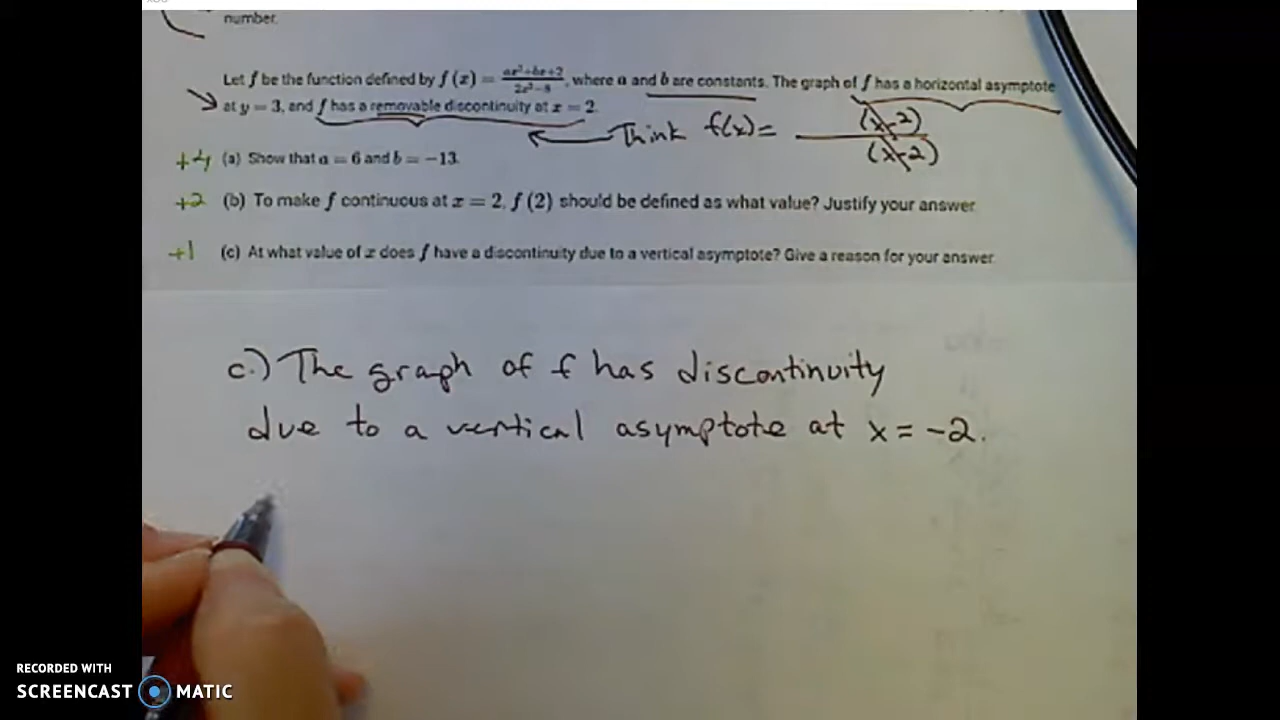 number.
Let f be the function defined by f(x) = \frac{ax²+bx+2}{2x²-8}, where a and b are constants. The graph of f has a horizontal asymptote
at y = 3, and f has a removable discontinuity at x = 2.
Think f(x) = \frac{(x-2)}{(x-2)}
+4 (a) Show that a = 6 and b = -13.
+2 (b) To make f continuous at x = 2, f(2) should be defined as what value? Justify your answer.
+1 (c) At what value of x does f have a discontinuity due to a vertical asymptote? Give a reason for your answer.
c.) The graph of f has discontinuity
due to a vertical asymptote at x = -2.
RECORDED WITH
SCREENCAST MATIC